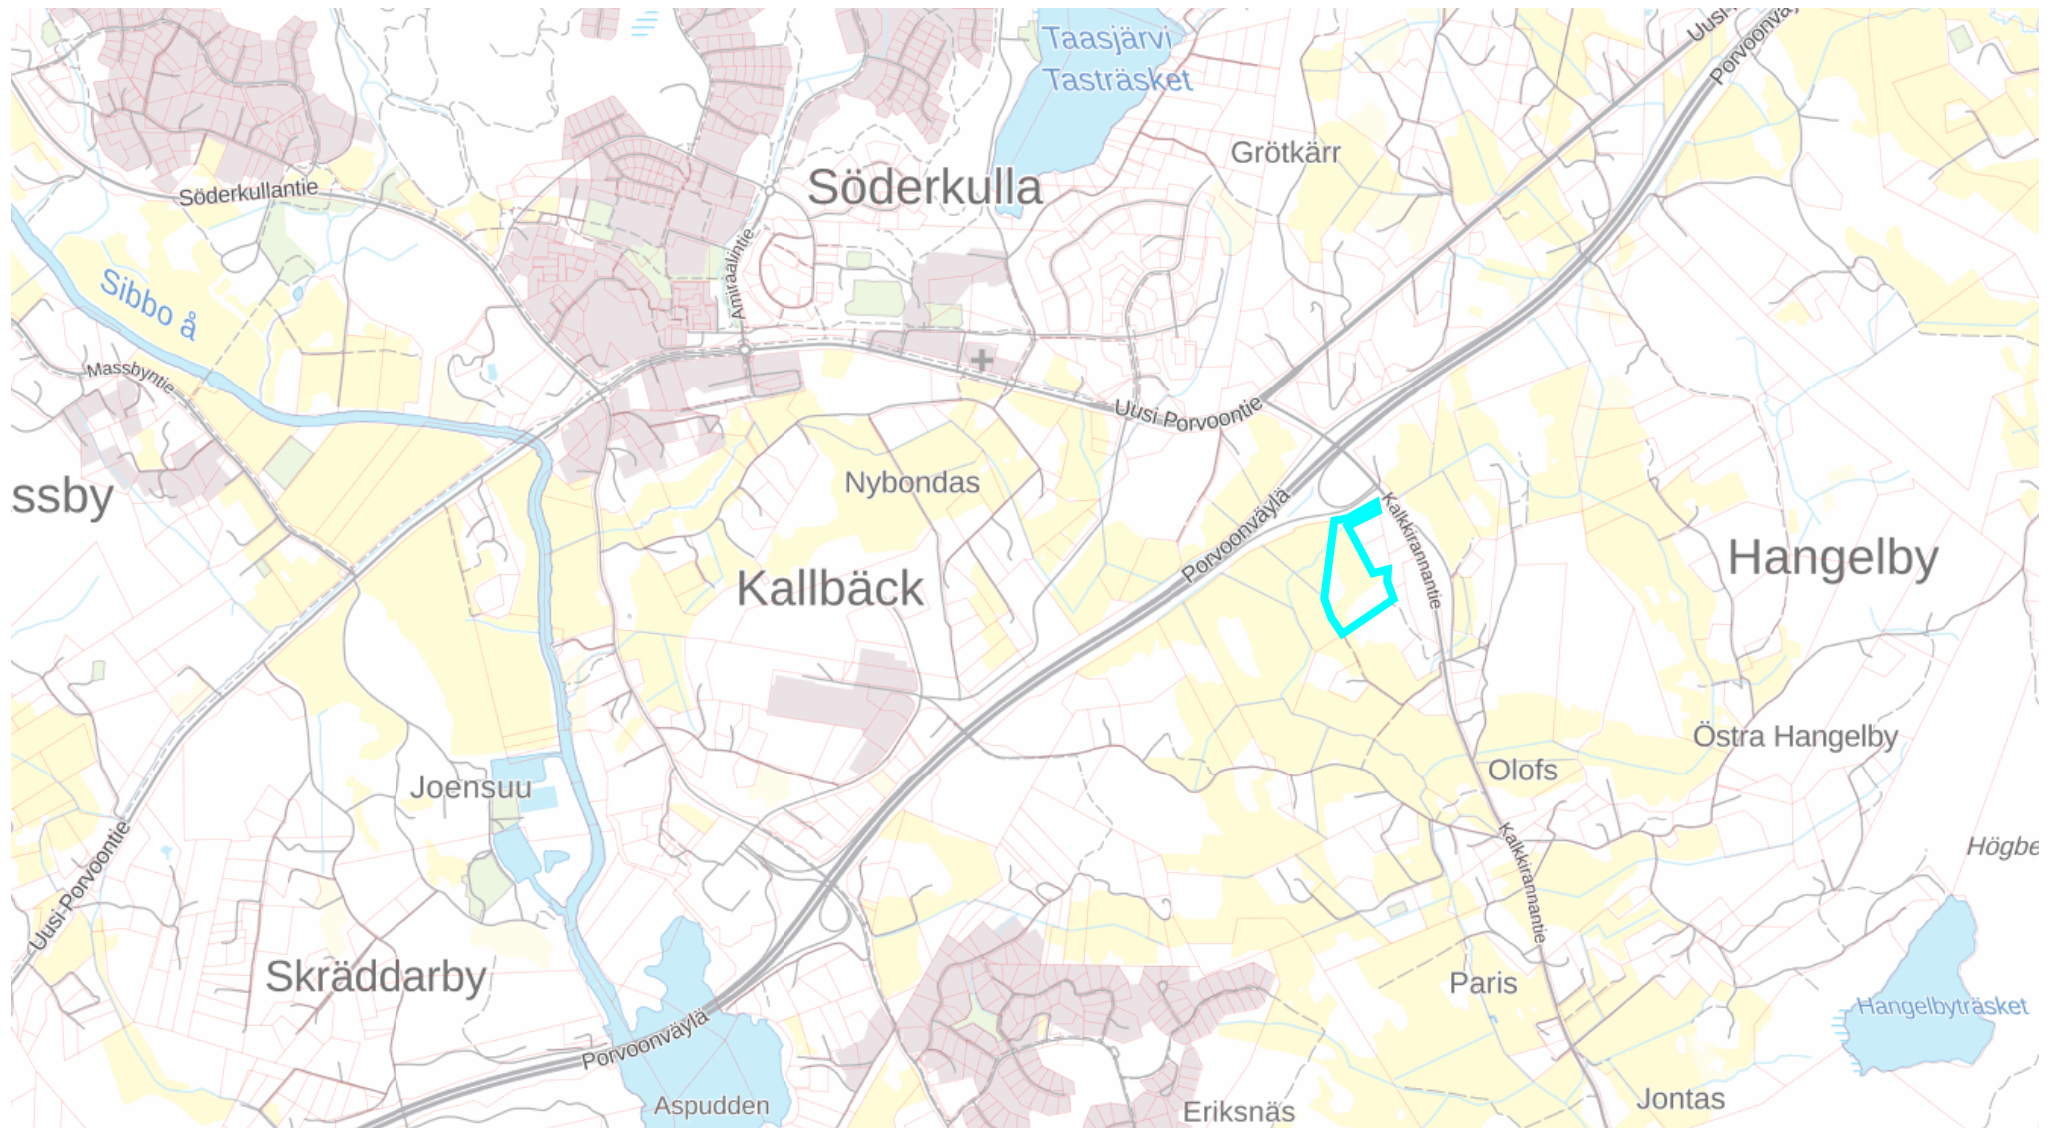 Taasjärvi
Tasträsket
Uusi
Porvoonväylä
Grötkärr
Söderkulla
Söderkullantie
Amiraalintie
Sibbo å
Massbyntie
Uusi Porvoontie
ssby
Nybondas
Porvoonväylä
Kalkkirannantie
Hangelby
Kallbäck
Östra Hangelby
Olofs
Joensuu
Kalkkirannantie
Högbe
Uusi Porvoontie
Skräddarby
Paris
Hangelbyträsket
Porvoonväylä
Aspudden
Eriksnäs
Jontas